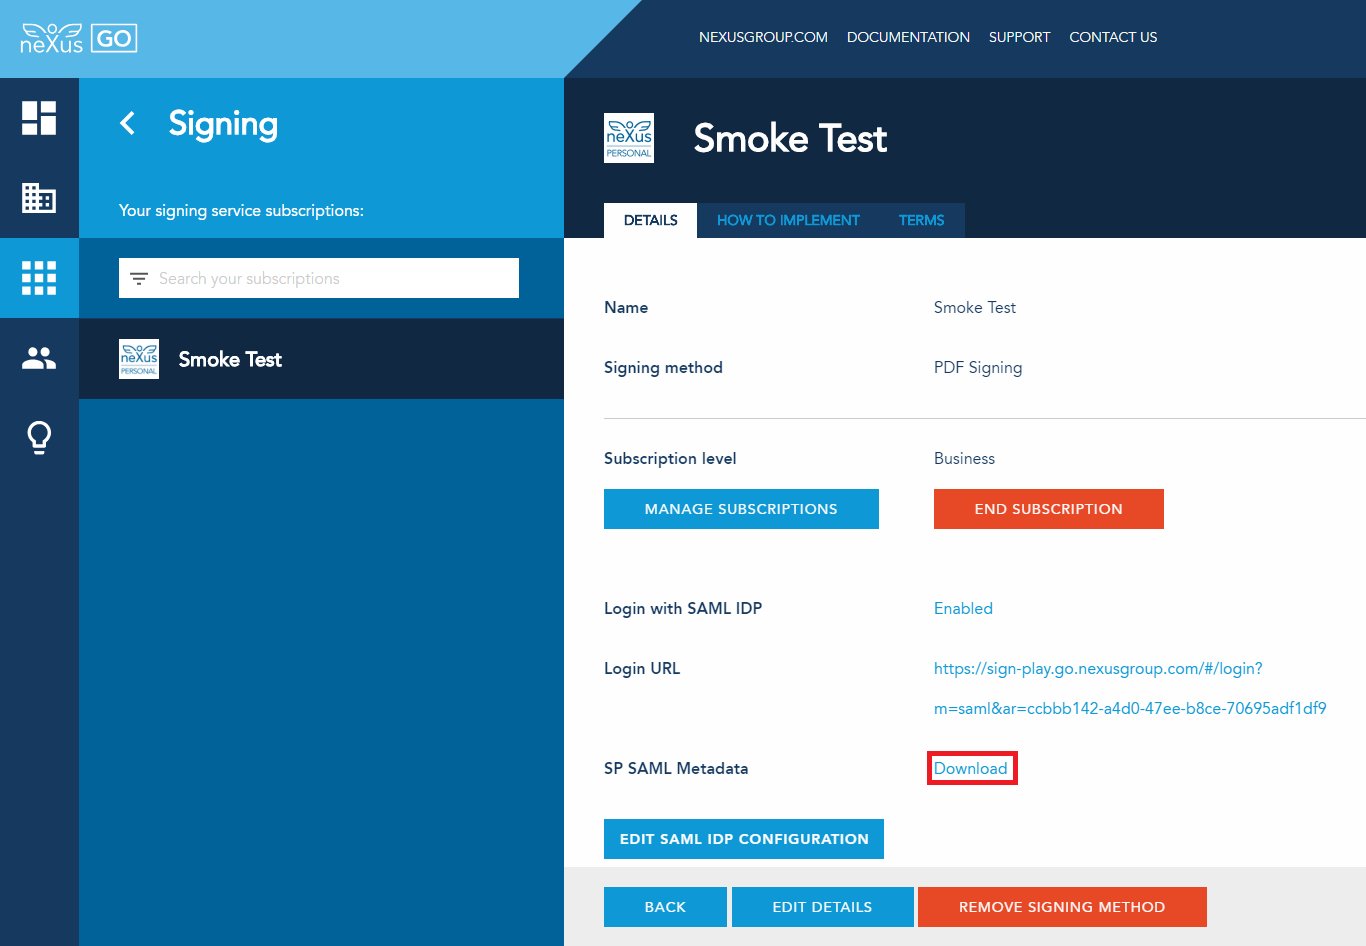 neXus GO
NEXUSGROUP.COM DOCUMENTATION SUPPORT CONTACT US
Signing
Your signing service subscriptions:
Search your subscriptions
neXus
PERSONAL
Smoke Test
neXus
PERSONAL
Smoke Test
DETAILS HOW TO IMPLEMENT TERMS
Name Smoke Test
Signing method PDF Signing
Subscription level Business
MANAGE SUBSCRIPTIONS END SUBSCRIPTION
Login with SAML IDP Enabled
Login URL https://sign-play.go.nexusgroup.com/#/login?
m=saml&ar=ccbbb142-a4d0-47ee-b8ce-70695adf1df9
SP SAML Metadata Download
EDIT SAML IDP CONFIGURATION
BACK EDIT DETAILS REMOVE SIGNING METHOD